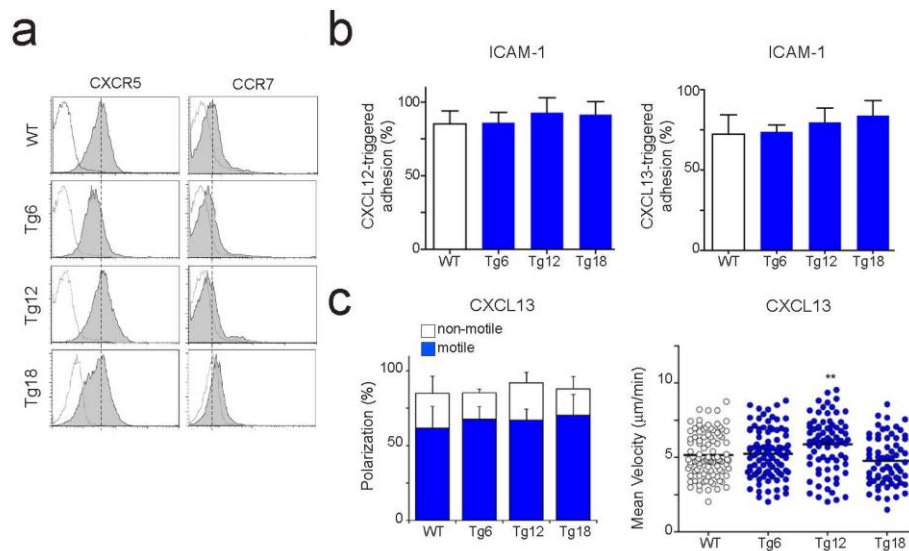 a
CXCR5 CCR7
WT
Tg6
Tg12
Tg18
b
ICAM-1
CXCL12-triggered
adhesion (%)
100
50
0
WT Tg6 Tg12 Tg18
ICAM-1
CXCL13-triggered
adhesion (%)
100
50
0
WT Tg6 Tg12 Tg18
c
CXCL13
non-motile
motile
Polarization (%)
100
50
0
WT Tg6 Tg12 Tg18
CXCL13
**
Mean Velocity (μm/min)
10
5
0
WT Tg6 Tg12 Tg18